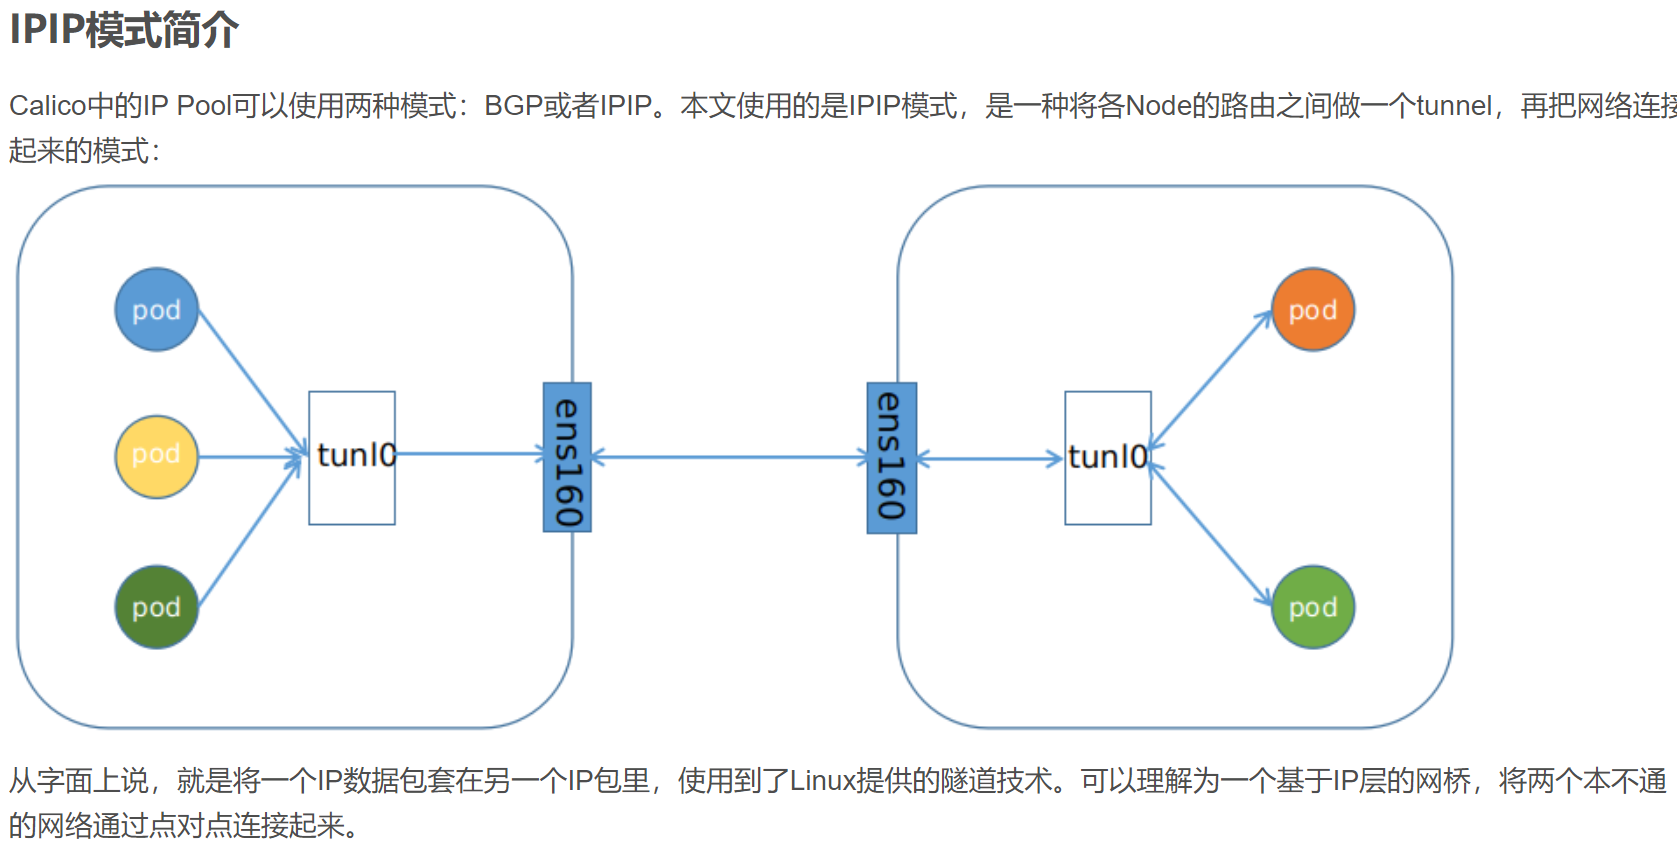 IPIP模式简介
Calico中的IP Pool可以使用两种模式：BGP或者IPIP。本文使用的是IPIP模式，是一种将各Node的路由之间做一个tunnel，再把网络连接
起来的模式：
pod
pod
pod
tunl0
ens160
ens160
tunl0
pod
pod
从字面上说，就是将一个IP数据包套在另一个IP包里，使用到了Linux提供的隧道技术。可以理解为一个基于IP层的网桥，将两个本不通
的网络通过点对点连接起来。